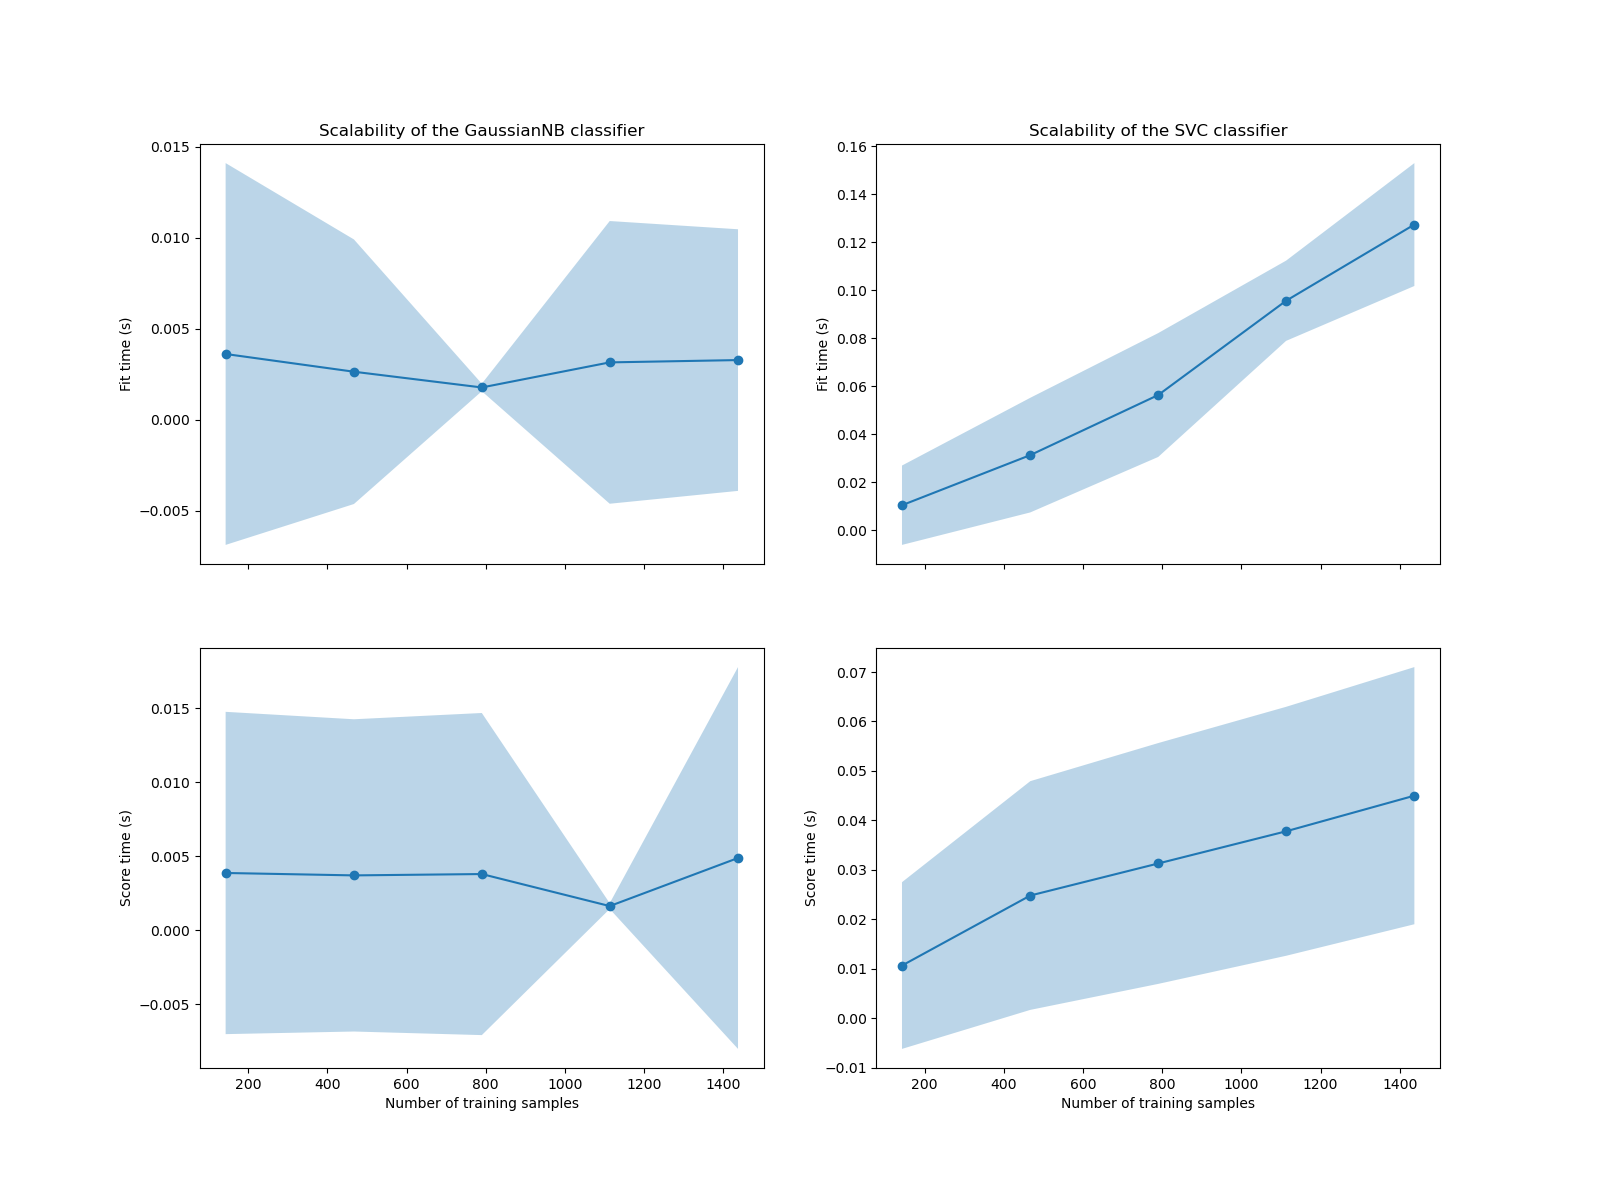 Scalability of the GaussianNB classifier
0.015
0.010
0.005
0.000
−0.005
Fit time (s)
Scalability of the SVC classifier
0.16
0.14
0.12
0.10
0.08
0.06
0.04
0.02
0.00
Fit time (s)
0.015
0.010
0.005
0.000
−0.005
Score time (s)
200 400 600 800 1000 1200 1400
Number of training samples
0.07
0.06
0.05
0.04
0.03
0.02
0.01
0.00
−0.01
Score time (s)
200 400 600 800 1000 1200 1400
Number of training samples